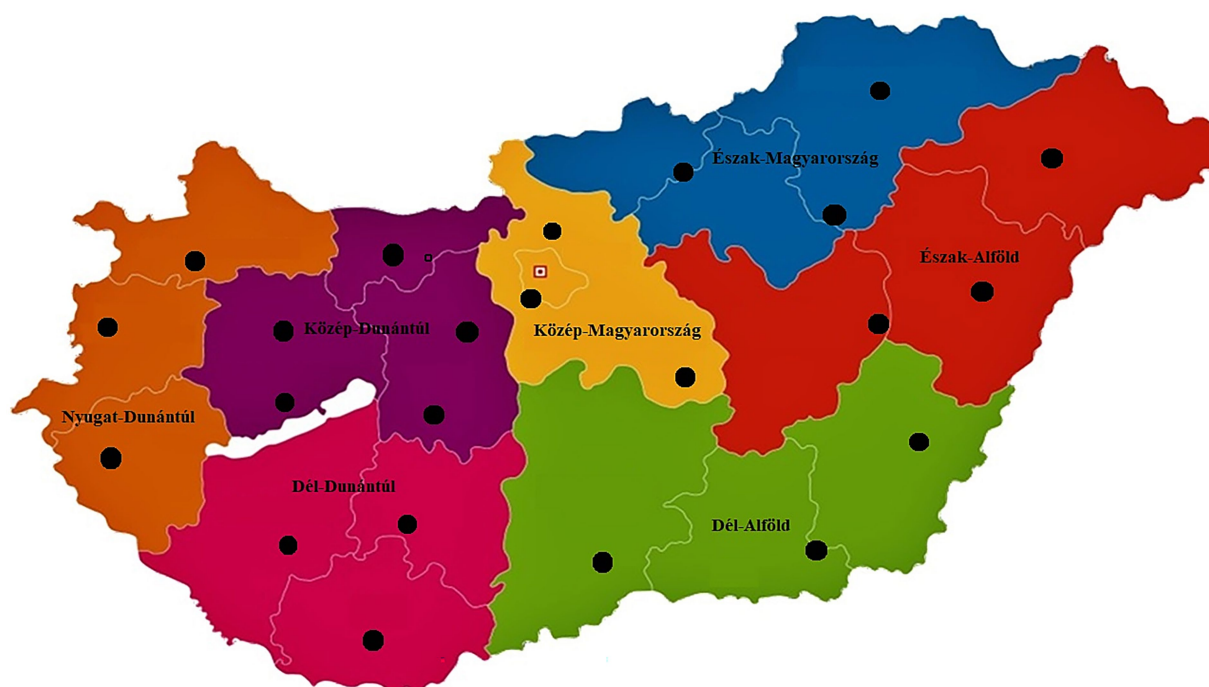 Észak-Magyarország
Észak-Alföld
Közép-Dunántúl
Közép-Magyarország
Nyugat-Dunántúl
Dél-Dunántúl
Dél-Alföld